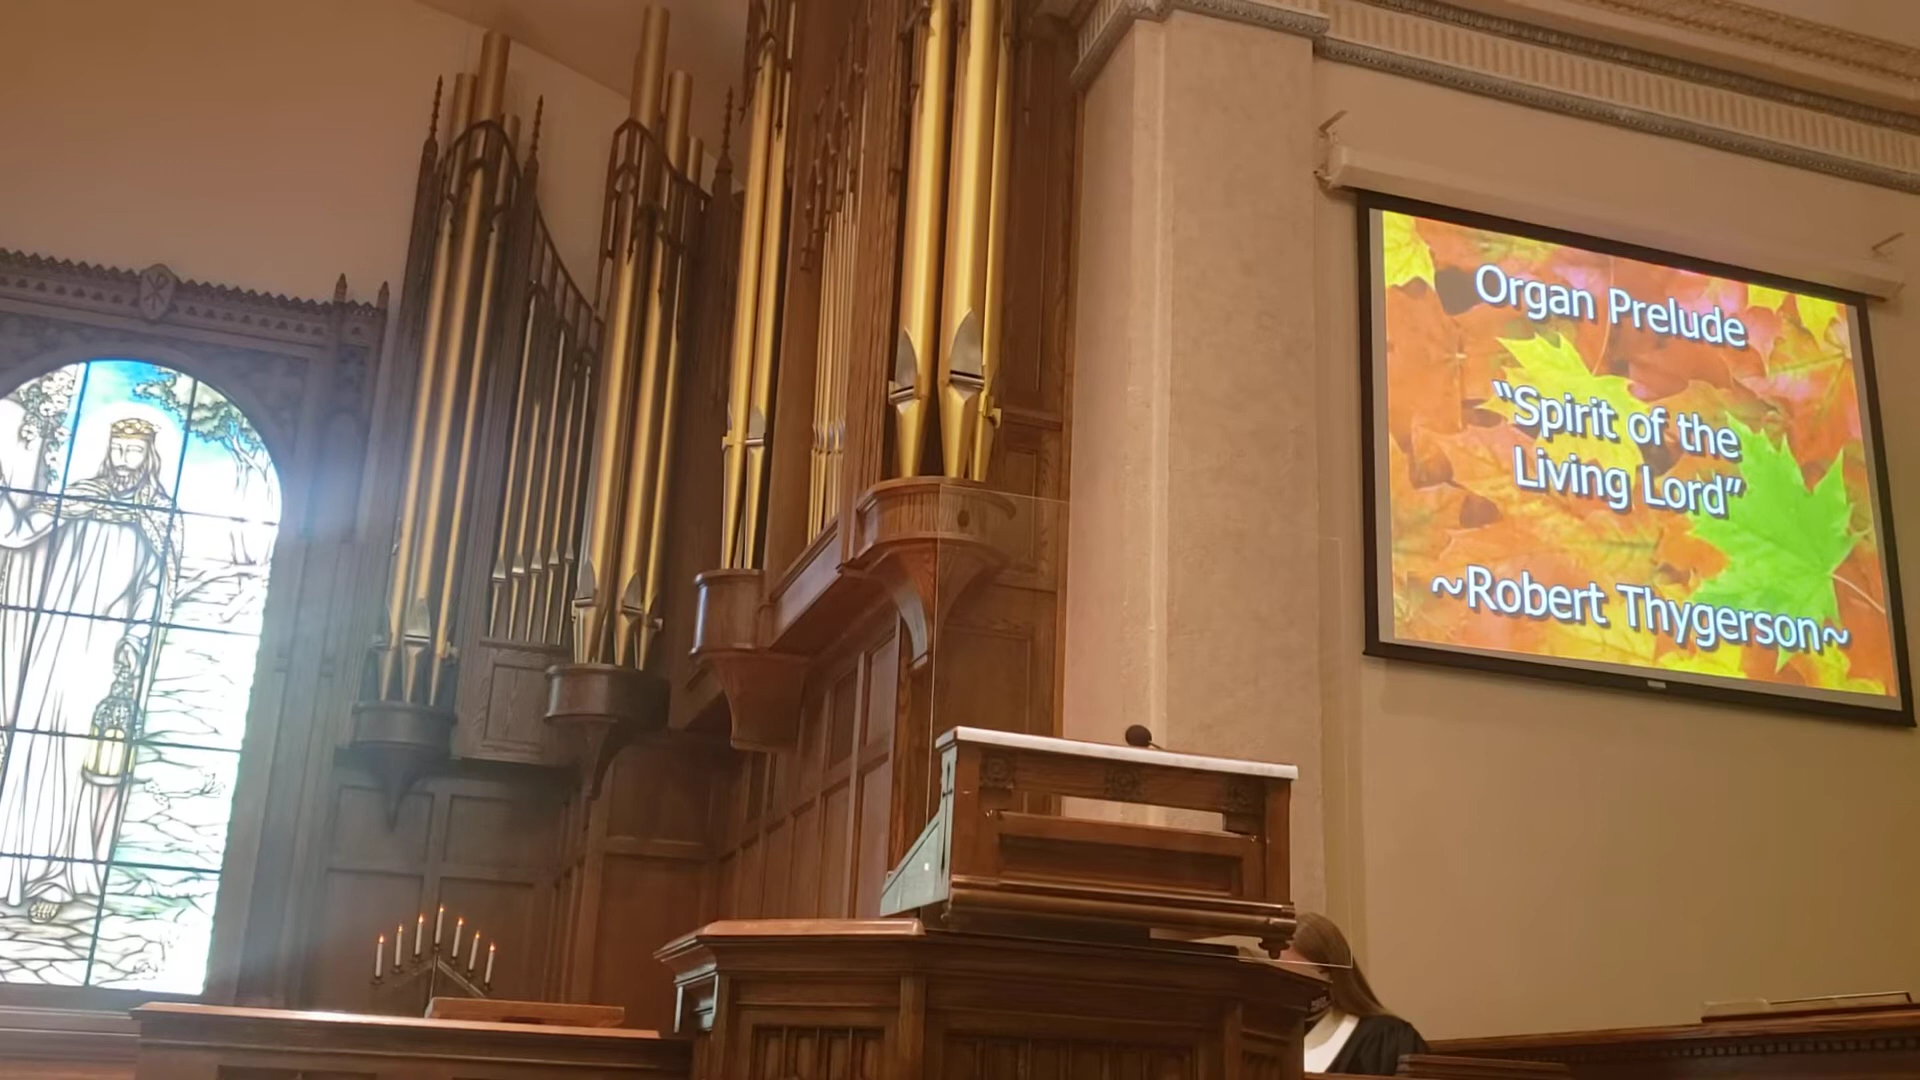 Organ Prelude
“Spirit of the
Living Lord”
~Robert Thygerson~